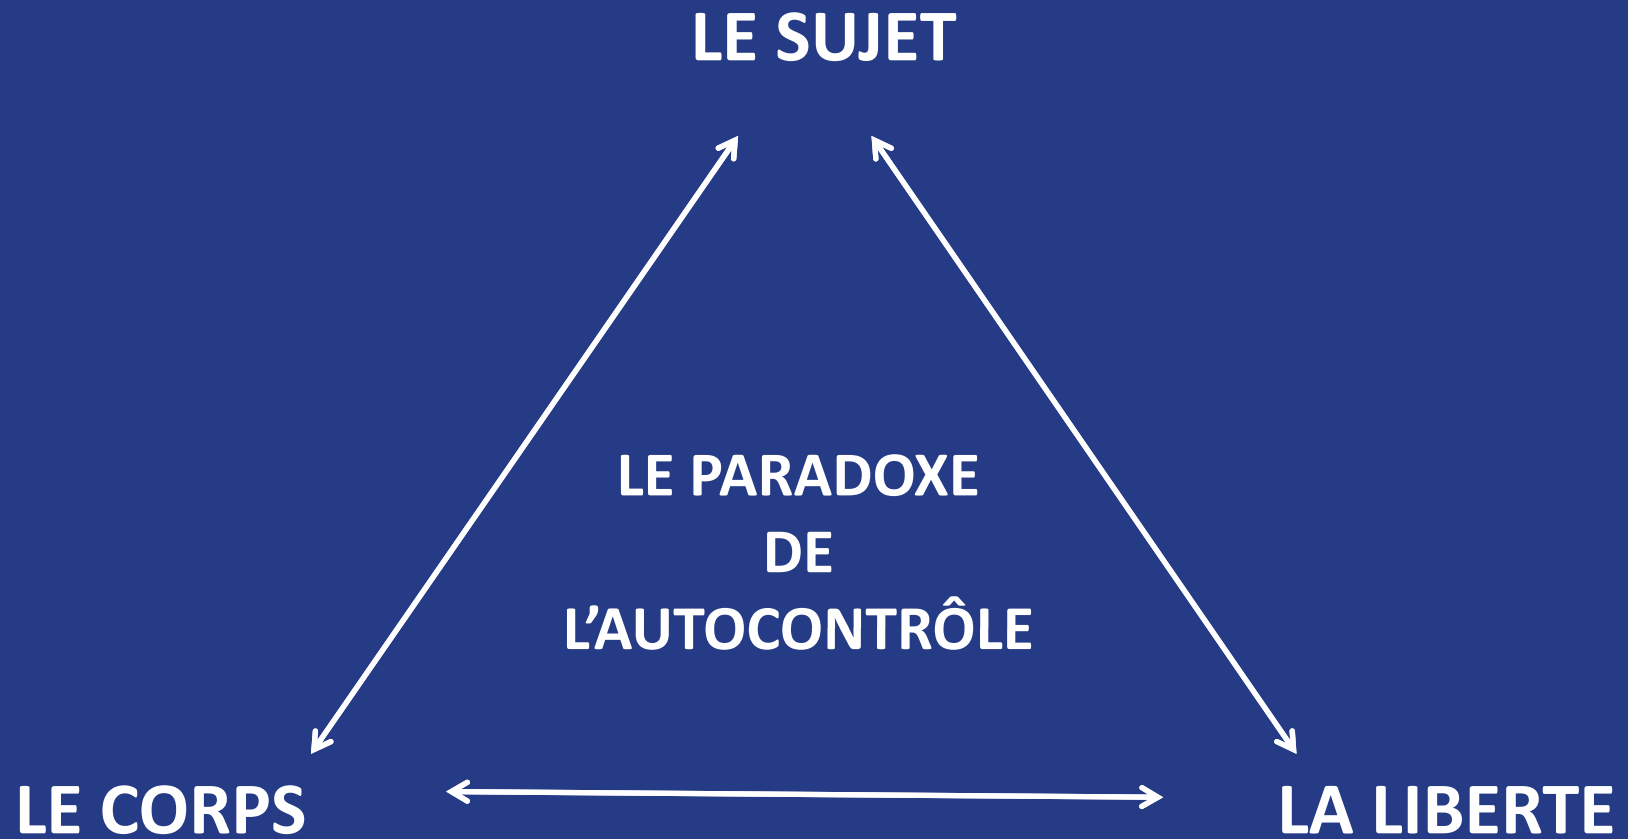 LE SUJET
LE PARADOXE
DE
L’AUTOCONTRÔLE
LE CORPS
LA LIBERTE